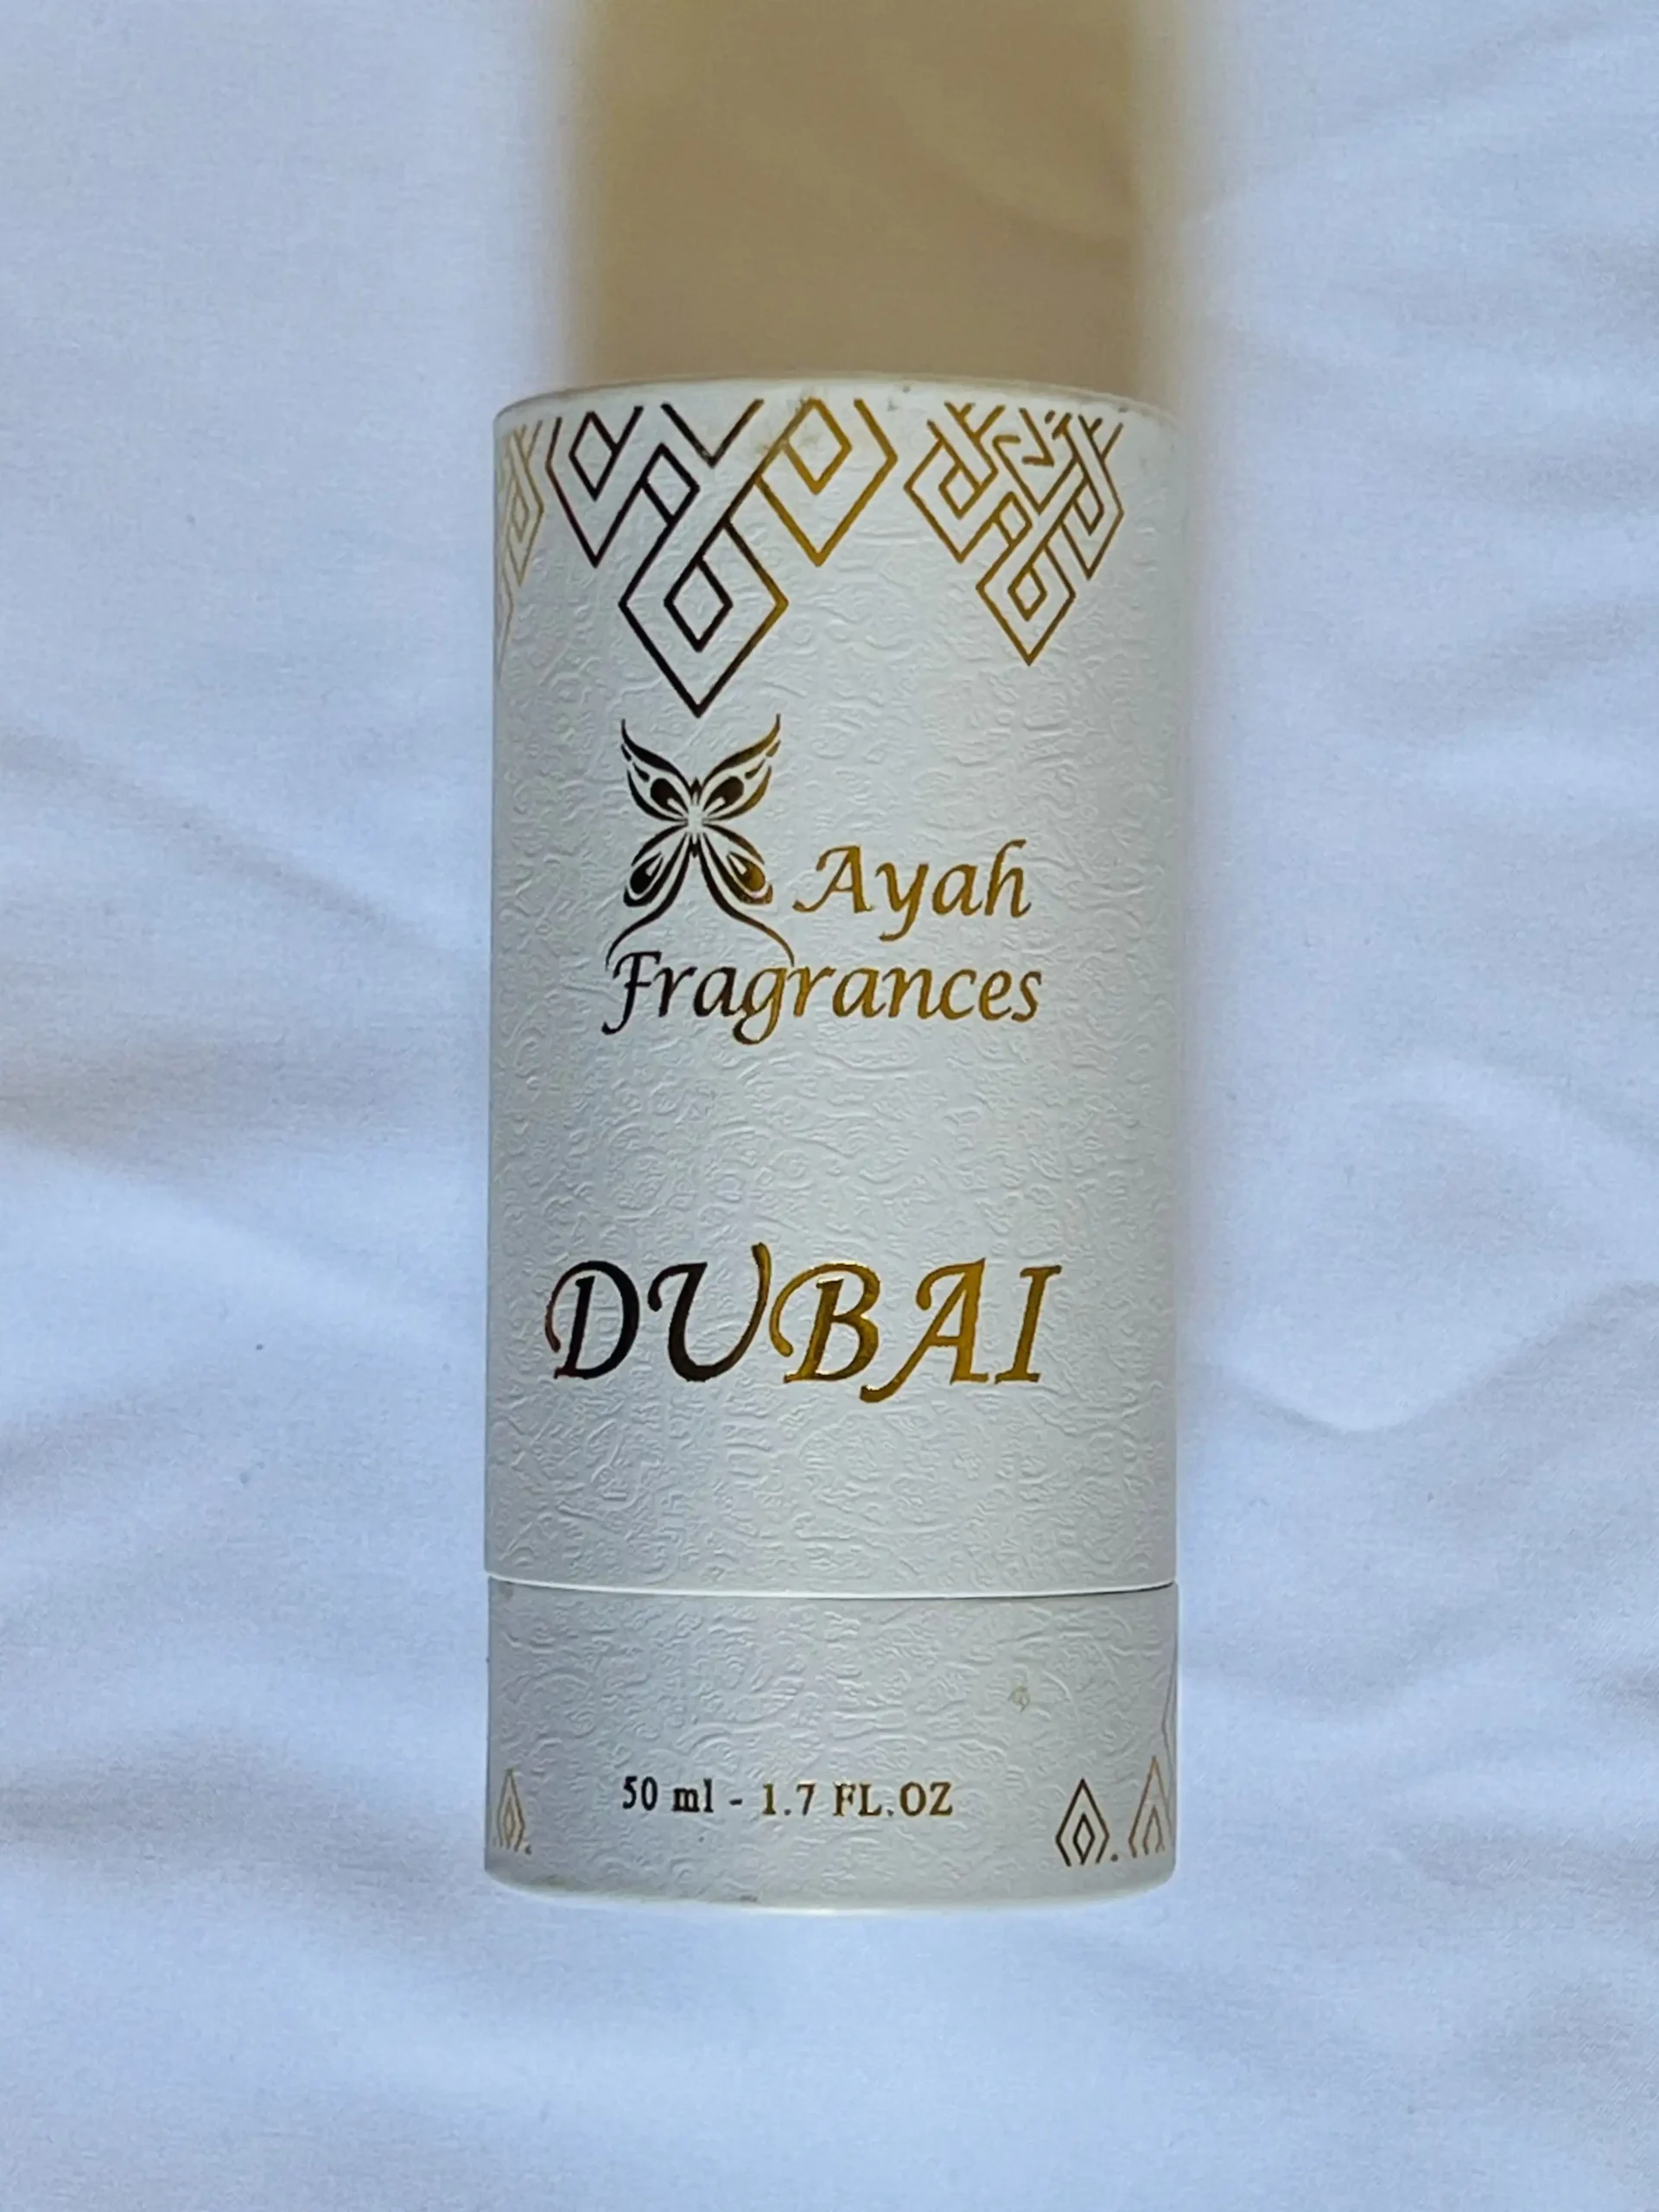 Ayah
Fragrances
DUBAI
50 ml - 1.7 FL.OZ